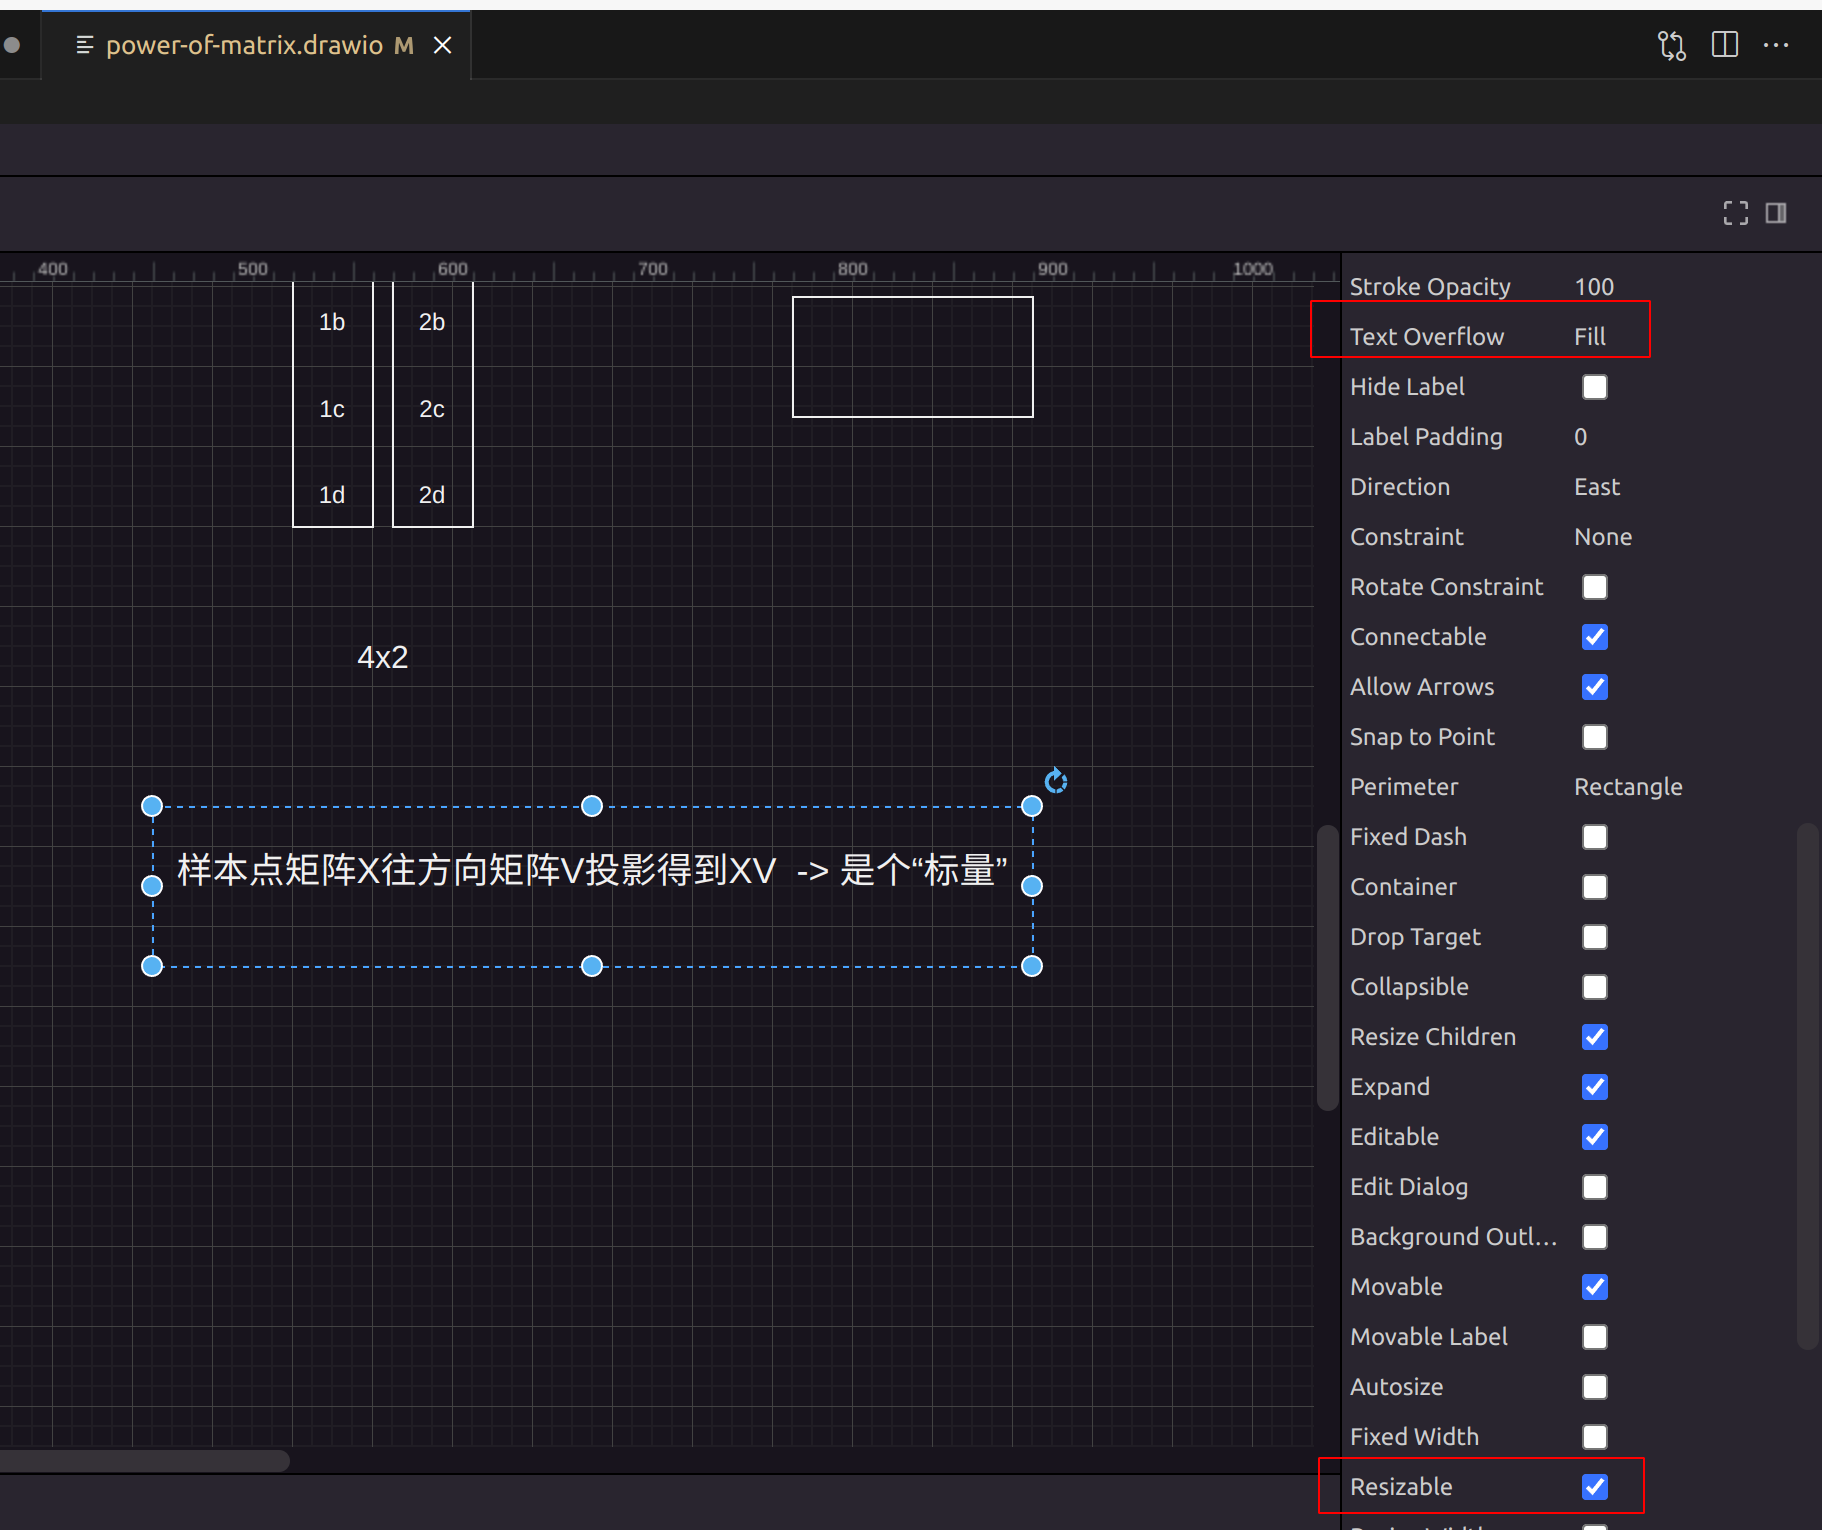 power-of-matrix.drawio M
400 500 600 700 800 900 1000
1b 2b
1c 2c
1d 2d
4x2
样本点矩阵X往方向矩阵V投影得到XV -> 是个“标量”
Stroke Opacity 100
Text Overflow Fill
Hide Label
Label Padding 0
Direction East
Constraint None
Rotate Constraint
Connectable
Allow Arrows
Snap to Point
Perimeter Rectangle
Fixed Dash
Container
Drop Target
Collapsible
Resize Children
Expand
Editable
Edit Dialog
Background Outl...
Movable
Movable Label
Autosize
Fixed Width
Resizable